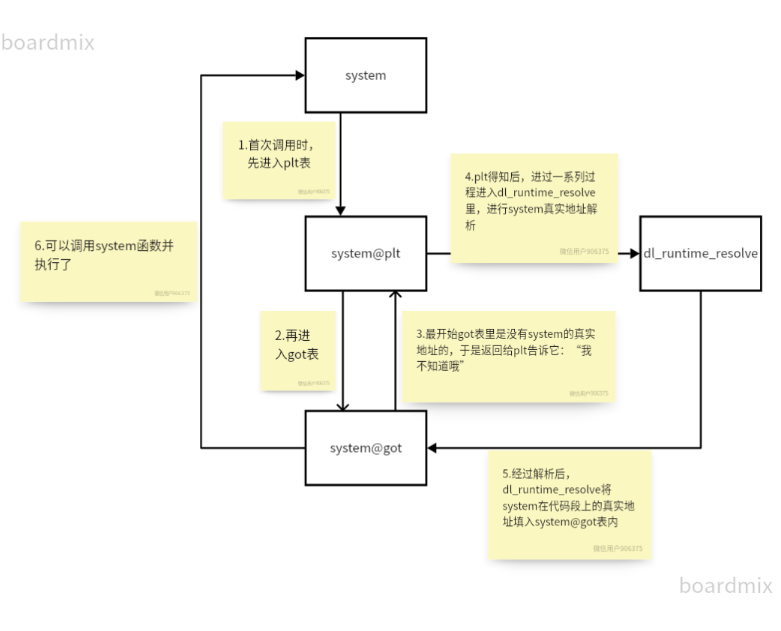 boardmix
system
1.首次调用时，
先进入plt表
微信用户906375
4.plt得知后，进过一系列过
程进入dl_runtime_resolve
里，进行system真实地址解
析
微信用户906375
6.可以调用system函数并
执行了
微信用户906375
system@plt
dl_runtime_resolve
2.再进
入got表
微信用户906375
3.最开始got表里是没有system的真实
地址的，于是返回给plt告诉它：“我
不知道哦”
微信用户906375
system@got
5.经过解析后，
dl_runtime_resolve将
system在代码段上的真实地
址填入system@got表内
微信用户906375
boardmix